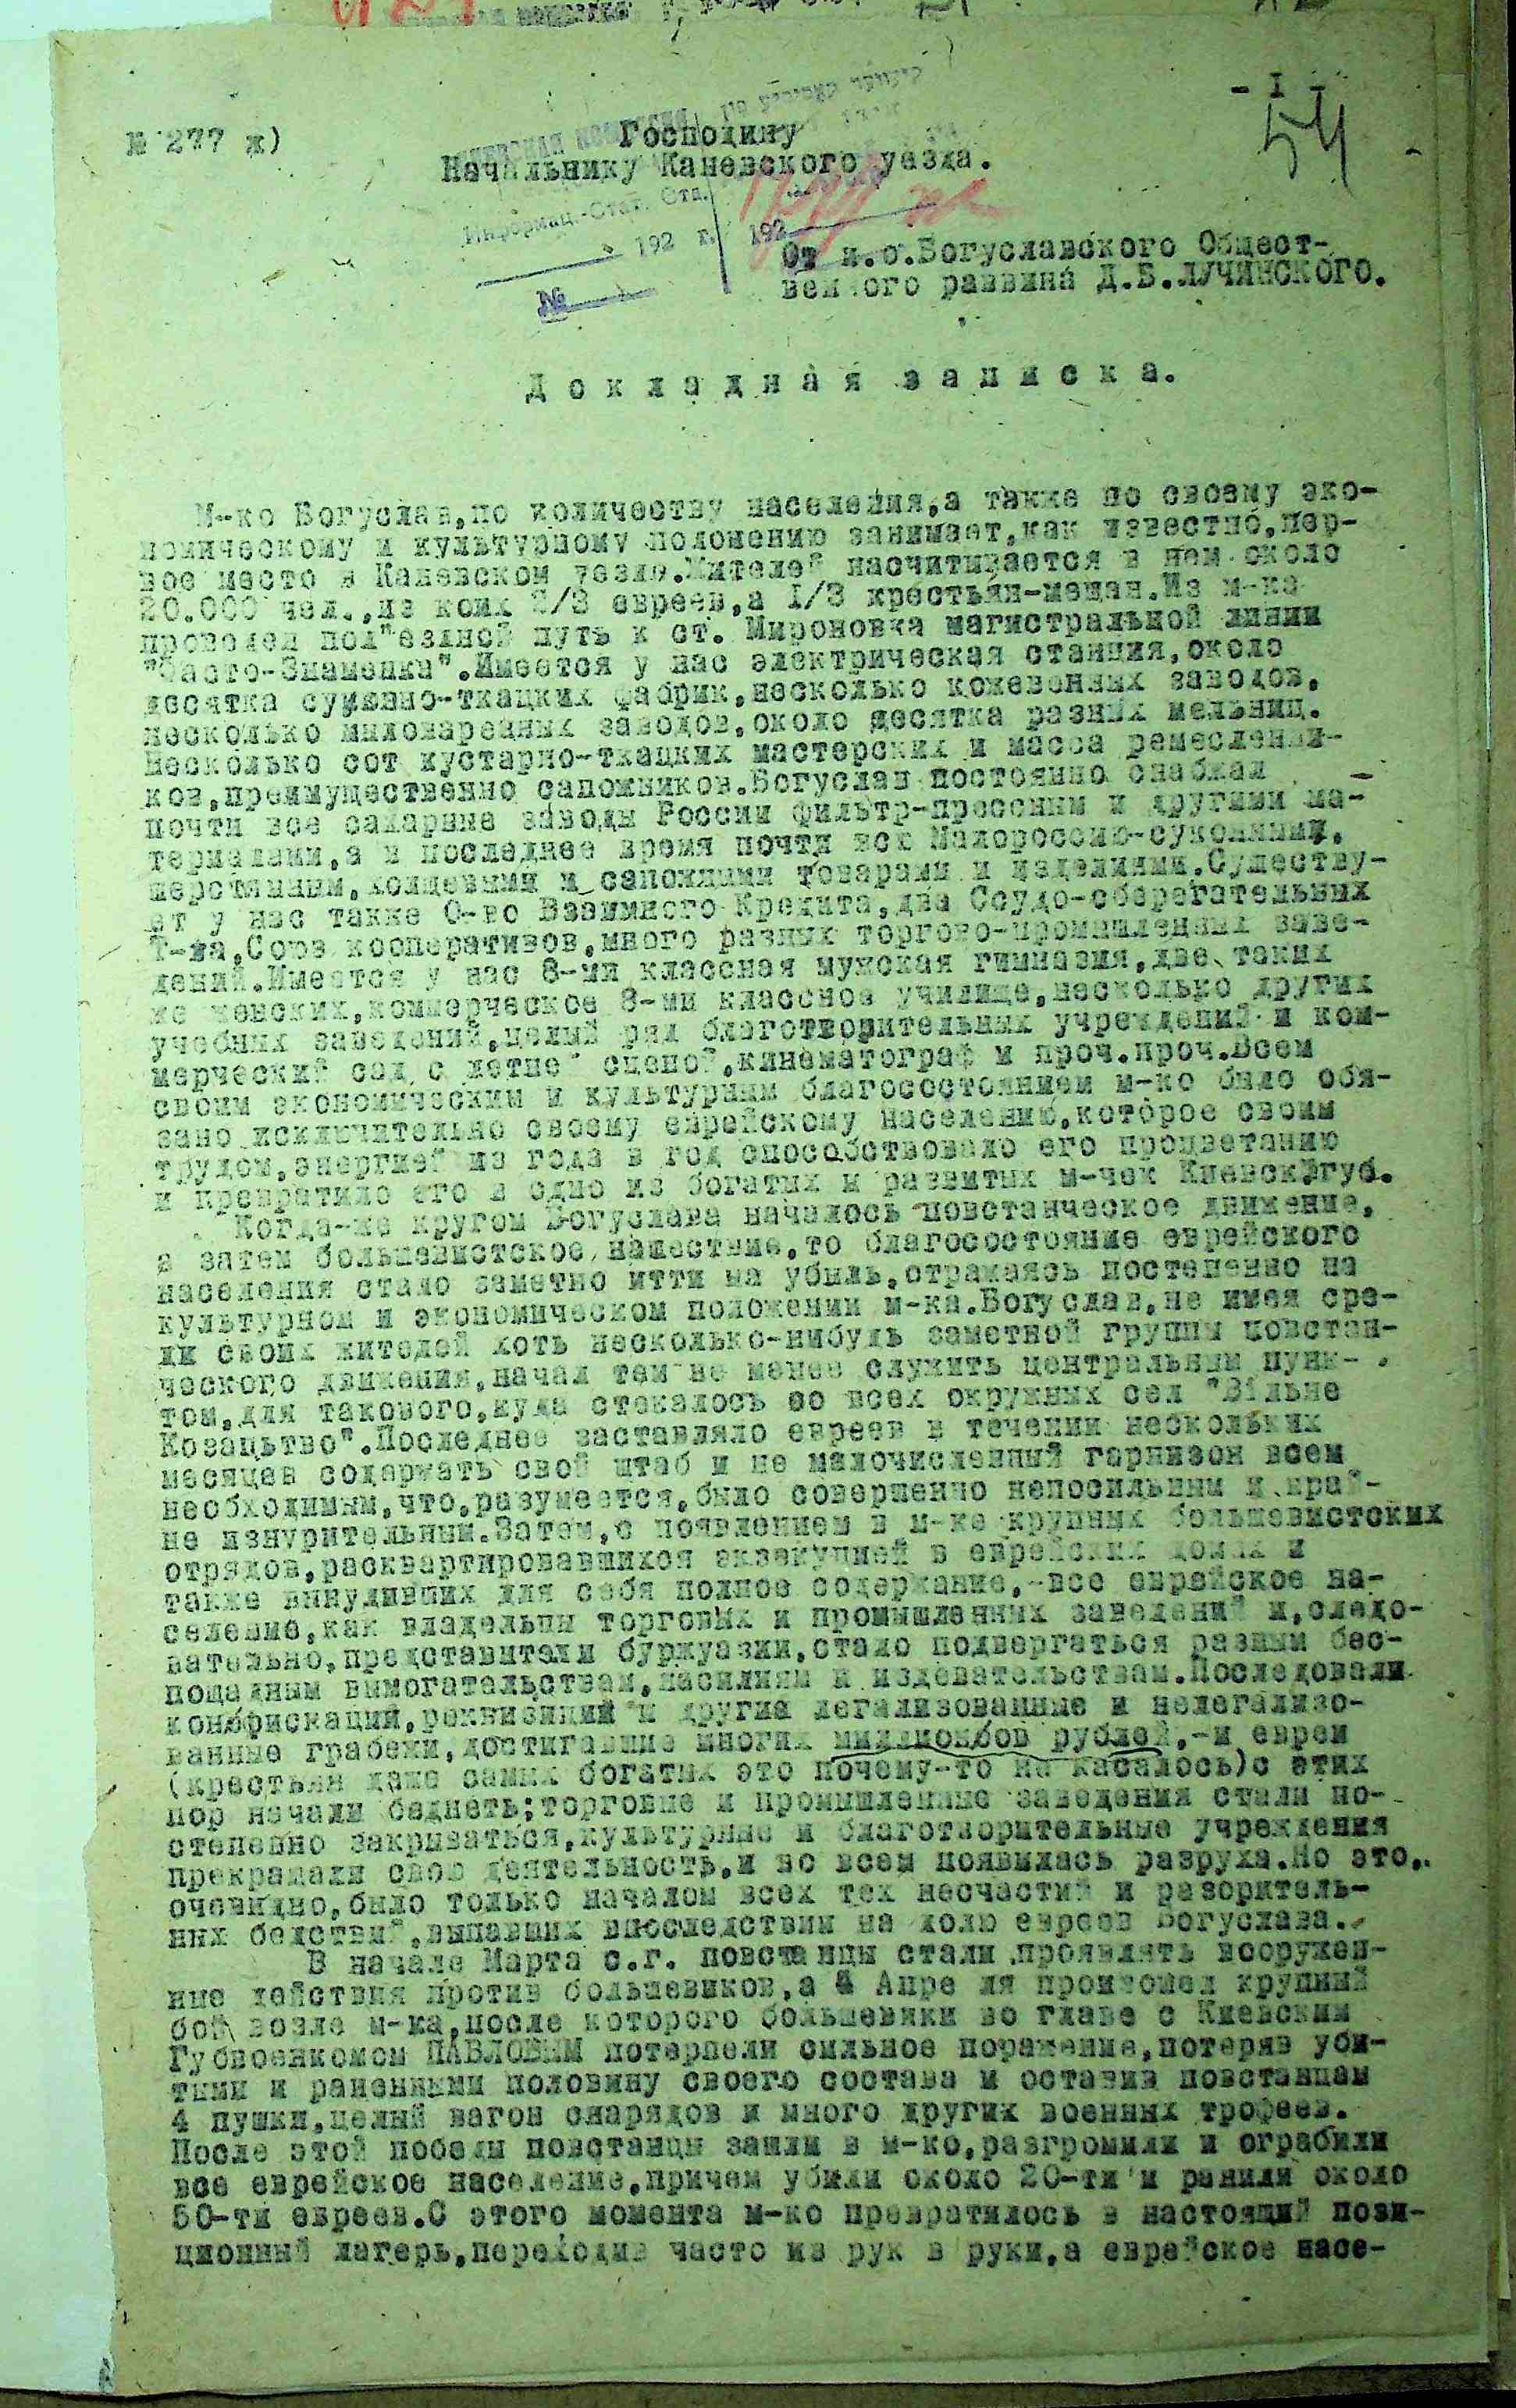 - I -
54
№ 277 ж)
Господину
Начальнику Каневского уезда.
Информац.-Стат. Отд.
192 г. 192
№
От и.о.Богуславского Общест-
венного раввина Д.Б.ЛУЧИНСКОГО.
Докладная записка.
М-ко Богуслав,по количеству населения,а также по своему эко-
номическому и культурному положению занимает,как известно,пер-
вое место в Каневском уезде.Жителей насчитывается в нем около
20.000 чел.,из коих 2/3 евреев,а I/3 крестьян-мещан.Из м-ка
проведен под"ездной путь к ст. Мироновка магистральной линии
"Фасто-Знаменка".Имеется у нас электрическая станция,около
десятка суконно-ткацких фабрик,несколько кожевенных заводов,
несколько мыловаренных заводов,около десятка разных мельниц.
Несколько сот кустарно-ткацких мастерских и масса ремесленни-
ков,преимущественно сапожников.Богуслав постоянно снабжал
почти все сахарные заводы России фильтр-прессным и другими ма-
териалами,а в последнее время почти всю Малороссию-суконными,
шерстянным, и сапожными товарами и изделиями.Существу-
ет у нас также О-во Взаимного Кредита,два Ссудо-сберегательных
Т-ва,Союз кооперативов,много разных торгово-промышленных заве-
дений.Имеется у нас 8-ми классная мужская гимназия,две таких
же женских,коммерческое 8-ми классное училище,несколько других
учебных заведений,целый ряд благотворительных учреждений и ком-
мерческий сад с летней сценой,кинематограф и проч.проч.Всем
своим экономическим и культурным благосостоянием м-ко было обя-
зано исключительно своему еврейскому населению,которое своим
трудом,энергией из года в год способствовало его процветанию
и превратило его в одно из богатых и развитых м-чек Киевск.губ.
Когда-же кругом Богуслава началось повстанческое движение,
а затем большевистское нашествие,то благосостояние еврейского
населения стало заметно итти на убыль,отражаясь постепенно на
культурном и экономическом положении м-ка.Богуслав,не имея сре-
ди своих жителей хоть несколько-нибудь заметной группы повстан-
ческого движения,начал тем не менее служить центральным пунк-
том,для такового,куда стекалось со всех окружных сел "Вільне
Козацьтво".Последнее заставляло евреев в течении нескольких
месяцев содержать свой штаб и не малочисленный гарнизон всем
необходимым,что,разумеется,было совершенно непосильным и край-
не изнурительным.Затем,с появлением в м-ке крупных большевистских
отрядов,расквартировавшихся экзекуцией в еврейских домах и
также вынудивших для себя полное содержание,-все еврейское на-
селение,как владельцы торговых и промышленных заведений и,следо-
вательно,представители буржуазии,стало подвергаться разным бес-
пощадным вымогательствам,насилиям и издевательствам.Последовали
конфискации,реквизиции и другие легализованные и нелегализо-
ванные грабежи,достигавшие многих миллионов рублей,-и евреи
(крестьян даже самых богатых это почему-то не касалось)с этих
пор начали беднеть;торговые и промышленные заведения стали по-
степенно закрываться,культурные и благотворительные учреждения
прекращали свою деятельность,и во всем появилась разруха.Но это,
очевидно,было только началом всех тех несчастий и разоритель-
ных бедствий,выпавших впоследствии на долю евреев Богуслава.
В начале Марта с.г. повстанцы стали проявлять вооружен-
ные действия против большевиков,а 4 Апре ля произошел крупный
бой возле м-ка,после которого большевики во главе с Киевским
Губвоенкомом ПАВЛОВЫМ потерпели сильное поражение,потеряв уби-
тыми и раненными половину своего состава и оставив повстанцам
4 пушки,целый вагон снарядов и много других военных трофеев.
После этой победы повстанцы зашли в м-ко,разгромили и ограбили
все еврейское население,причем убили около 20-ти и ранили около
50-ти евреев.С этого момента м-ко превратилось в настоящий пози-
ционный лагерь,переходив часто из рук в руки,а еврейское насе-